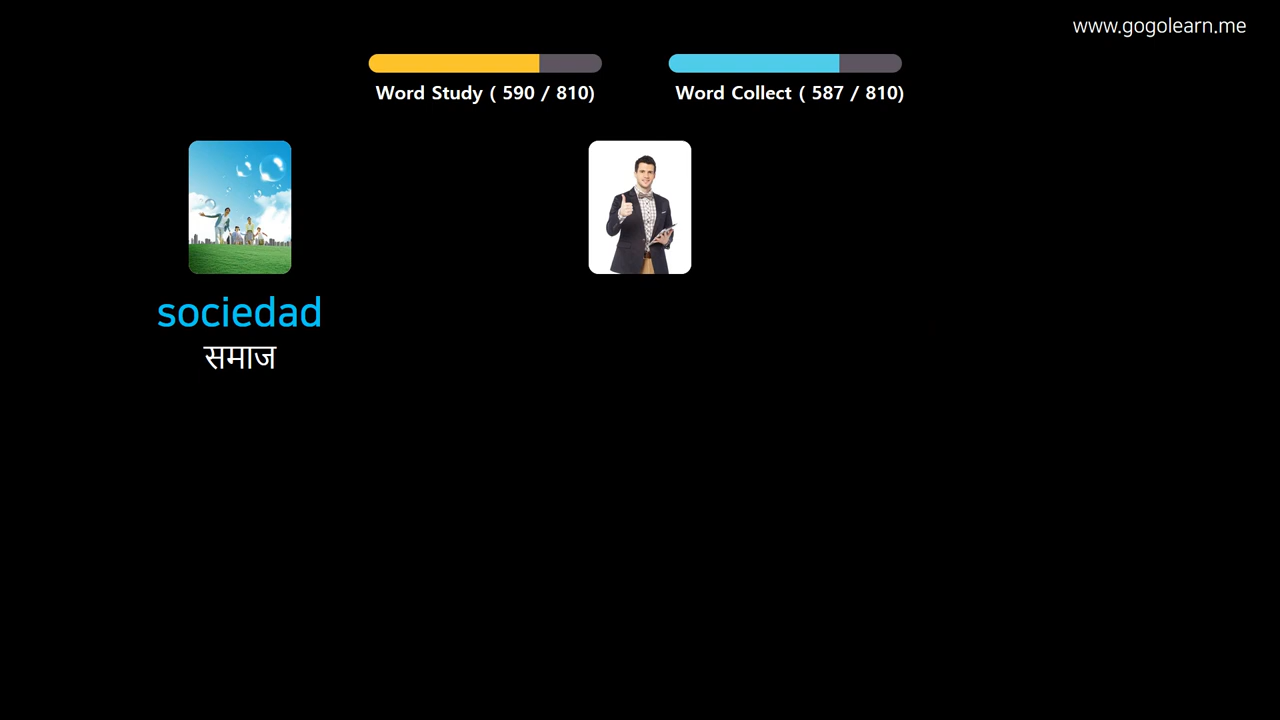 www.gogolearn.me
Word Study ( 590 / 810)
Word Collect ( 587 / 810)
sociedad
समाज